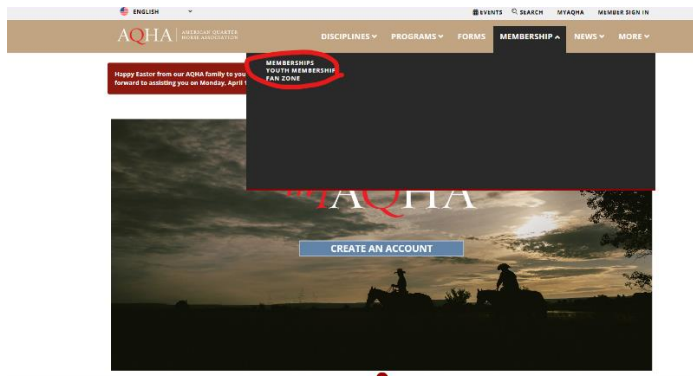 ENGLISH
EVENTS SEARCH MYAQHA MEMBER SIGN IN
AQHA AMERICAN QUARTER
HORSE ASSOCIATION
DISCIPLINES PROGRAMS FORMS MEMBERSHIP NEWS MORE
MEMBERSHIPS
YOUTH MEMBERSHIP
FAN ZONE
Happy Easter from our AQHA family to you
forward to assisting you on Monday, April
AQHA
CREATE AN ACCOUNT